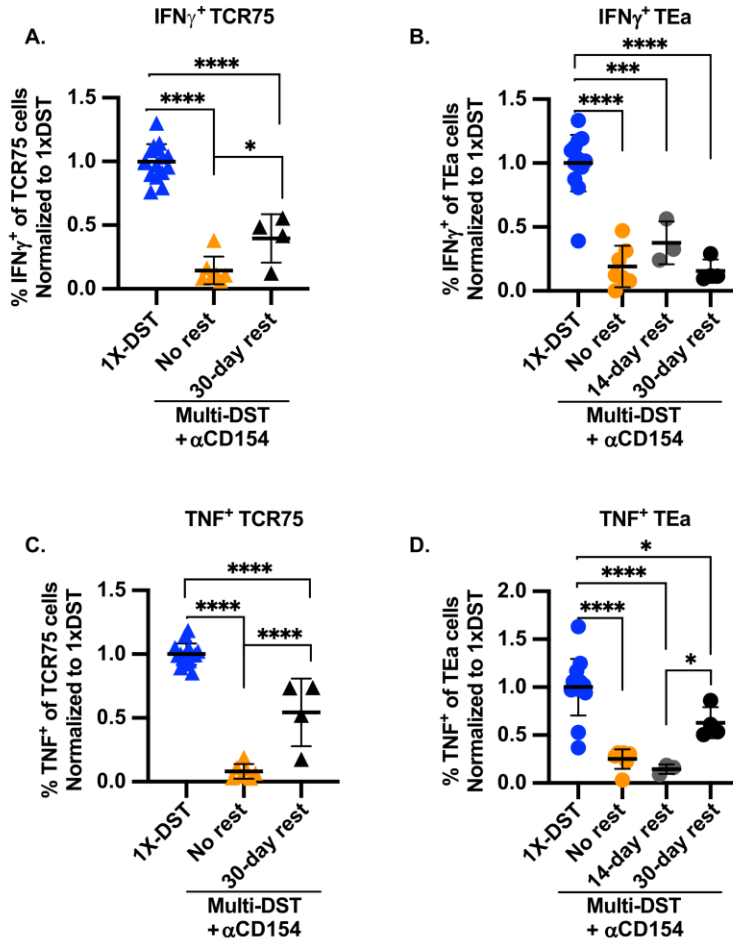 A.
IFNγ⁺ TCR75
% IFNγ⁺ of TCR75 cells
Normalized to 1xDST
1.5
1.0
0.5
0.0
****
****
*
1X-DST
No rest
30-day rest
Multi-DST
+ αCD154
B.
IFNγ⁺ TEa
% IFNγ⁺ of TEa cells
Normalized to 1xDST
1.5
1.0
0.5
0.0
****
***
****
1X-DST
No rest
14-day rest
30-day rest
Multi-DST
+ αCD154
C.
TNF⁺ TCR75
% TNF⁺ of TCR75 cells
Normalized to 1xDST
1.5
1.0
0.5
0.0
****
****
****
1X-DST
No rest
30-day rest
Multi-DST
+ αCD154
D.
TNF⁺ TEa
% TNF⁺ of TEa cells
Normalized to 1xDST
2.0
1.5
1.0
0.5
0.0
*
****
****
*
1X-DST
No rest
14-day rest
30-day rest
Multi-DST
+ αCD154